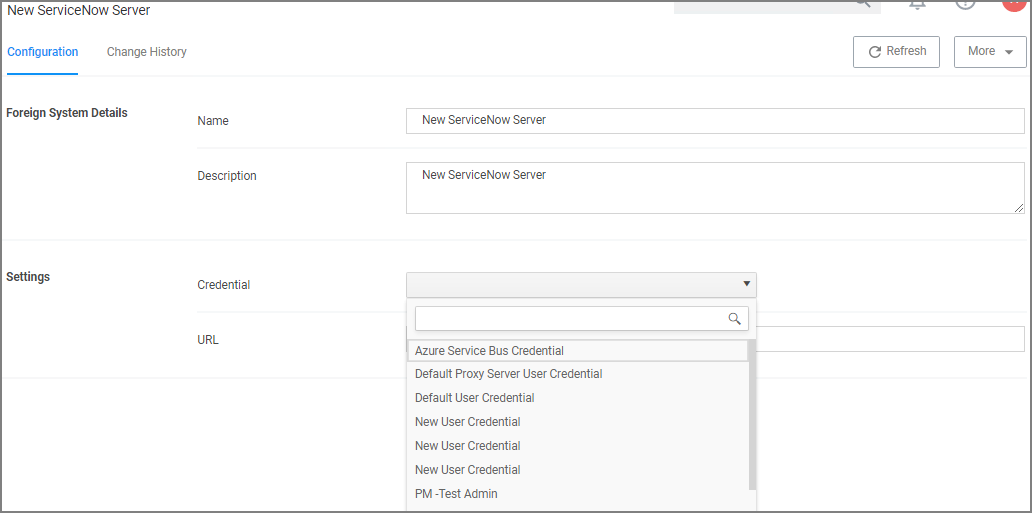 New ServiceNow Server
Configuration
Change History
Refresh
More
Foreign System Details
Name
New ServiceNow Server
Description
New ServiceNow Server
Settings
Credential
URL
Azure Service Bus Credential
Default Proxy Server User Credential
Default User Credential
New User Credential
New User Credential
New User Credential
PM -Test Admin